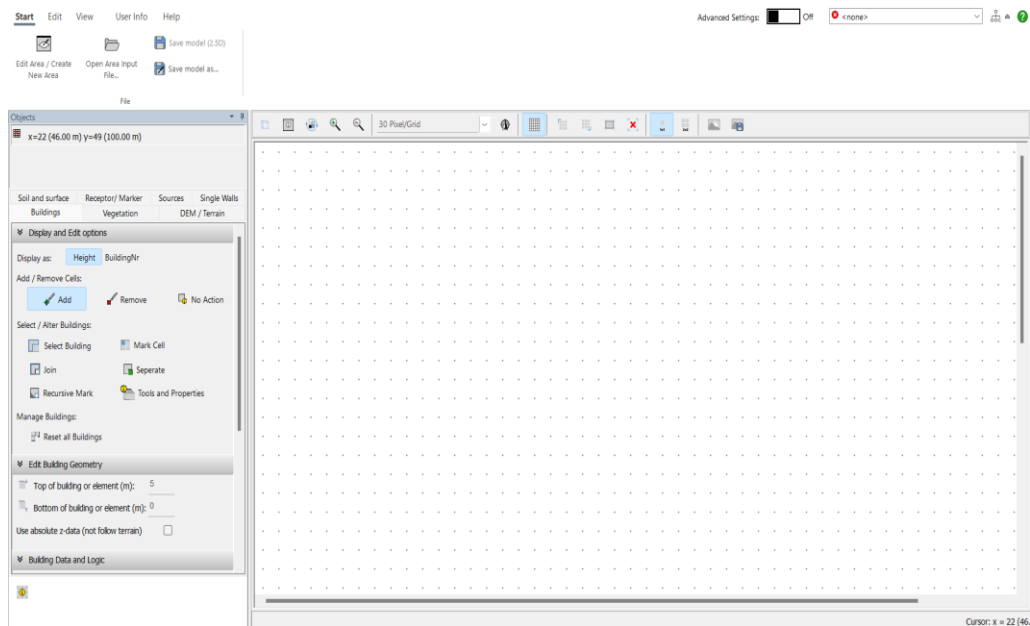 Start Edit View User Info Help
Advanced Settings: Off <none>
Edit Area / Create New Area
Open Area Input File...
Save model (2,5D)
Save model as...
File
Objects
x=22 (46.00 m) y=49 (100.00 m)
30 Pixel/Grid
Soil and surface Receptor/ Marker Sources Single Walls
Buildings Vegetation DEM / Terrain
Display and Edit options
Display as: Height BuildingNr
Add / Remove Cells:
Add Remove No Action
Select / Alter Buildings:
Select Building Mark Cell
Join Seperate
Recursive Mark Tools and Properties
Manage Buildings:
Reset all Buildings
Edit Building Geometry
Top of building or element (m): 5
Bottom of building or element (m): 0
Use absolute z-data (not follow terrain)
Building Data and Logic
Cursor: x = 22 (46.